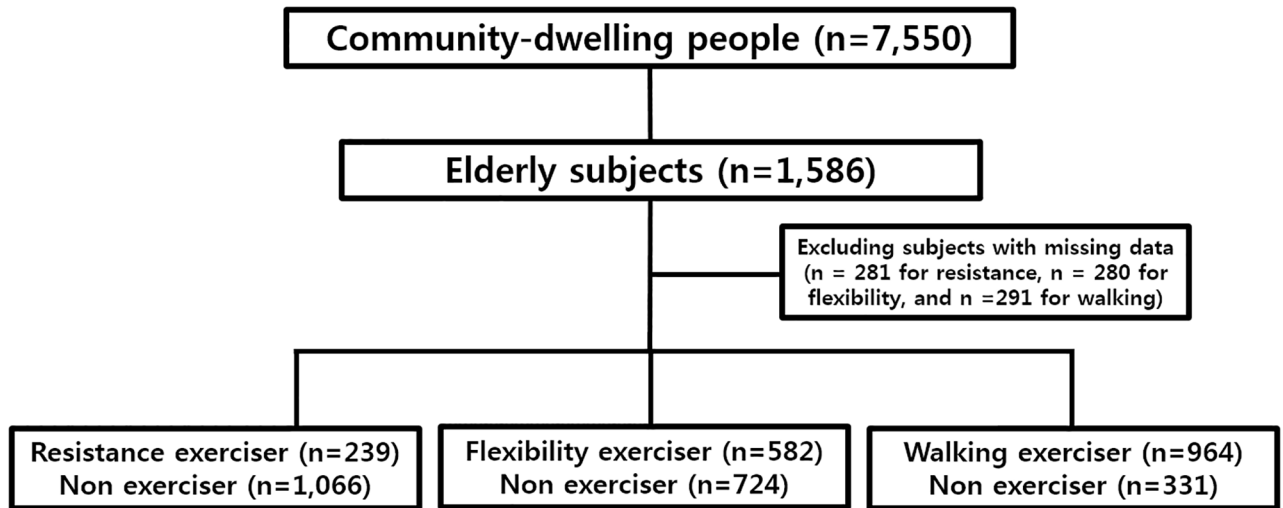 Community-dwelling people (n=7,550)
Elderly subjects (n=1,586)
Excluding subjects with missing data
(n = 281 for resistance, n = 280 for
flexibility, and n =291 for walking)
Resistance exerciser (n=239)
Non exerciser (n=1,066)
Flexibility exerciser (n=582)
Non exerciser (n=724)
Walking exerciser (n=964)
Non exerciser (n=331)